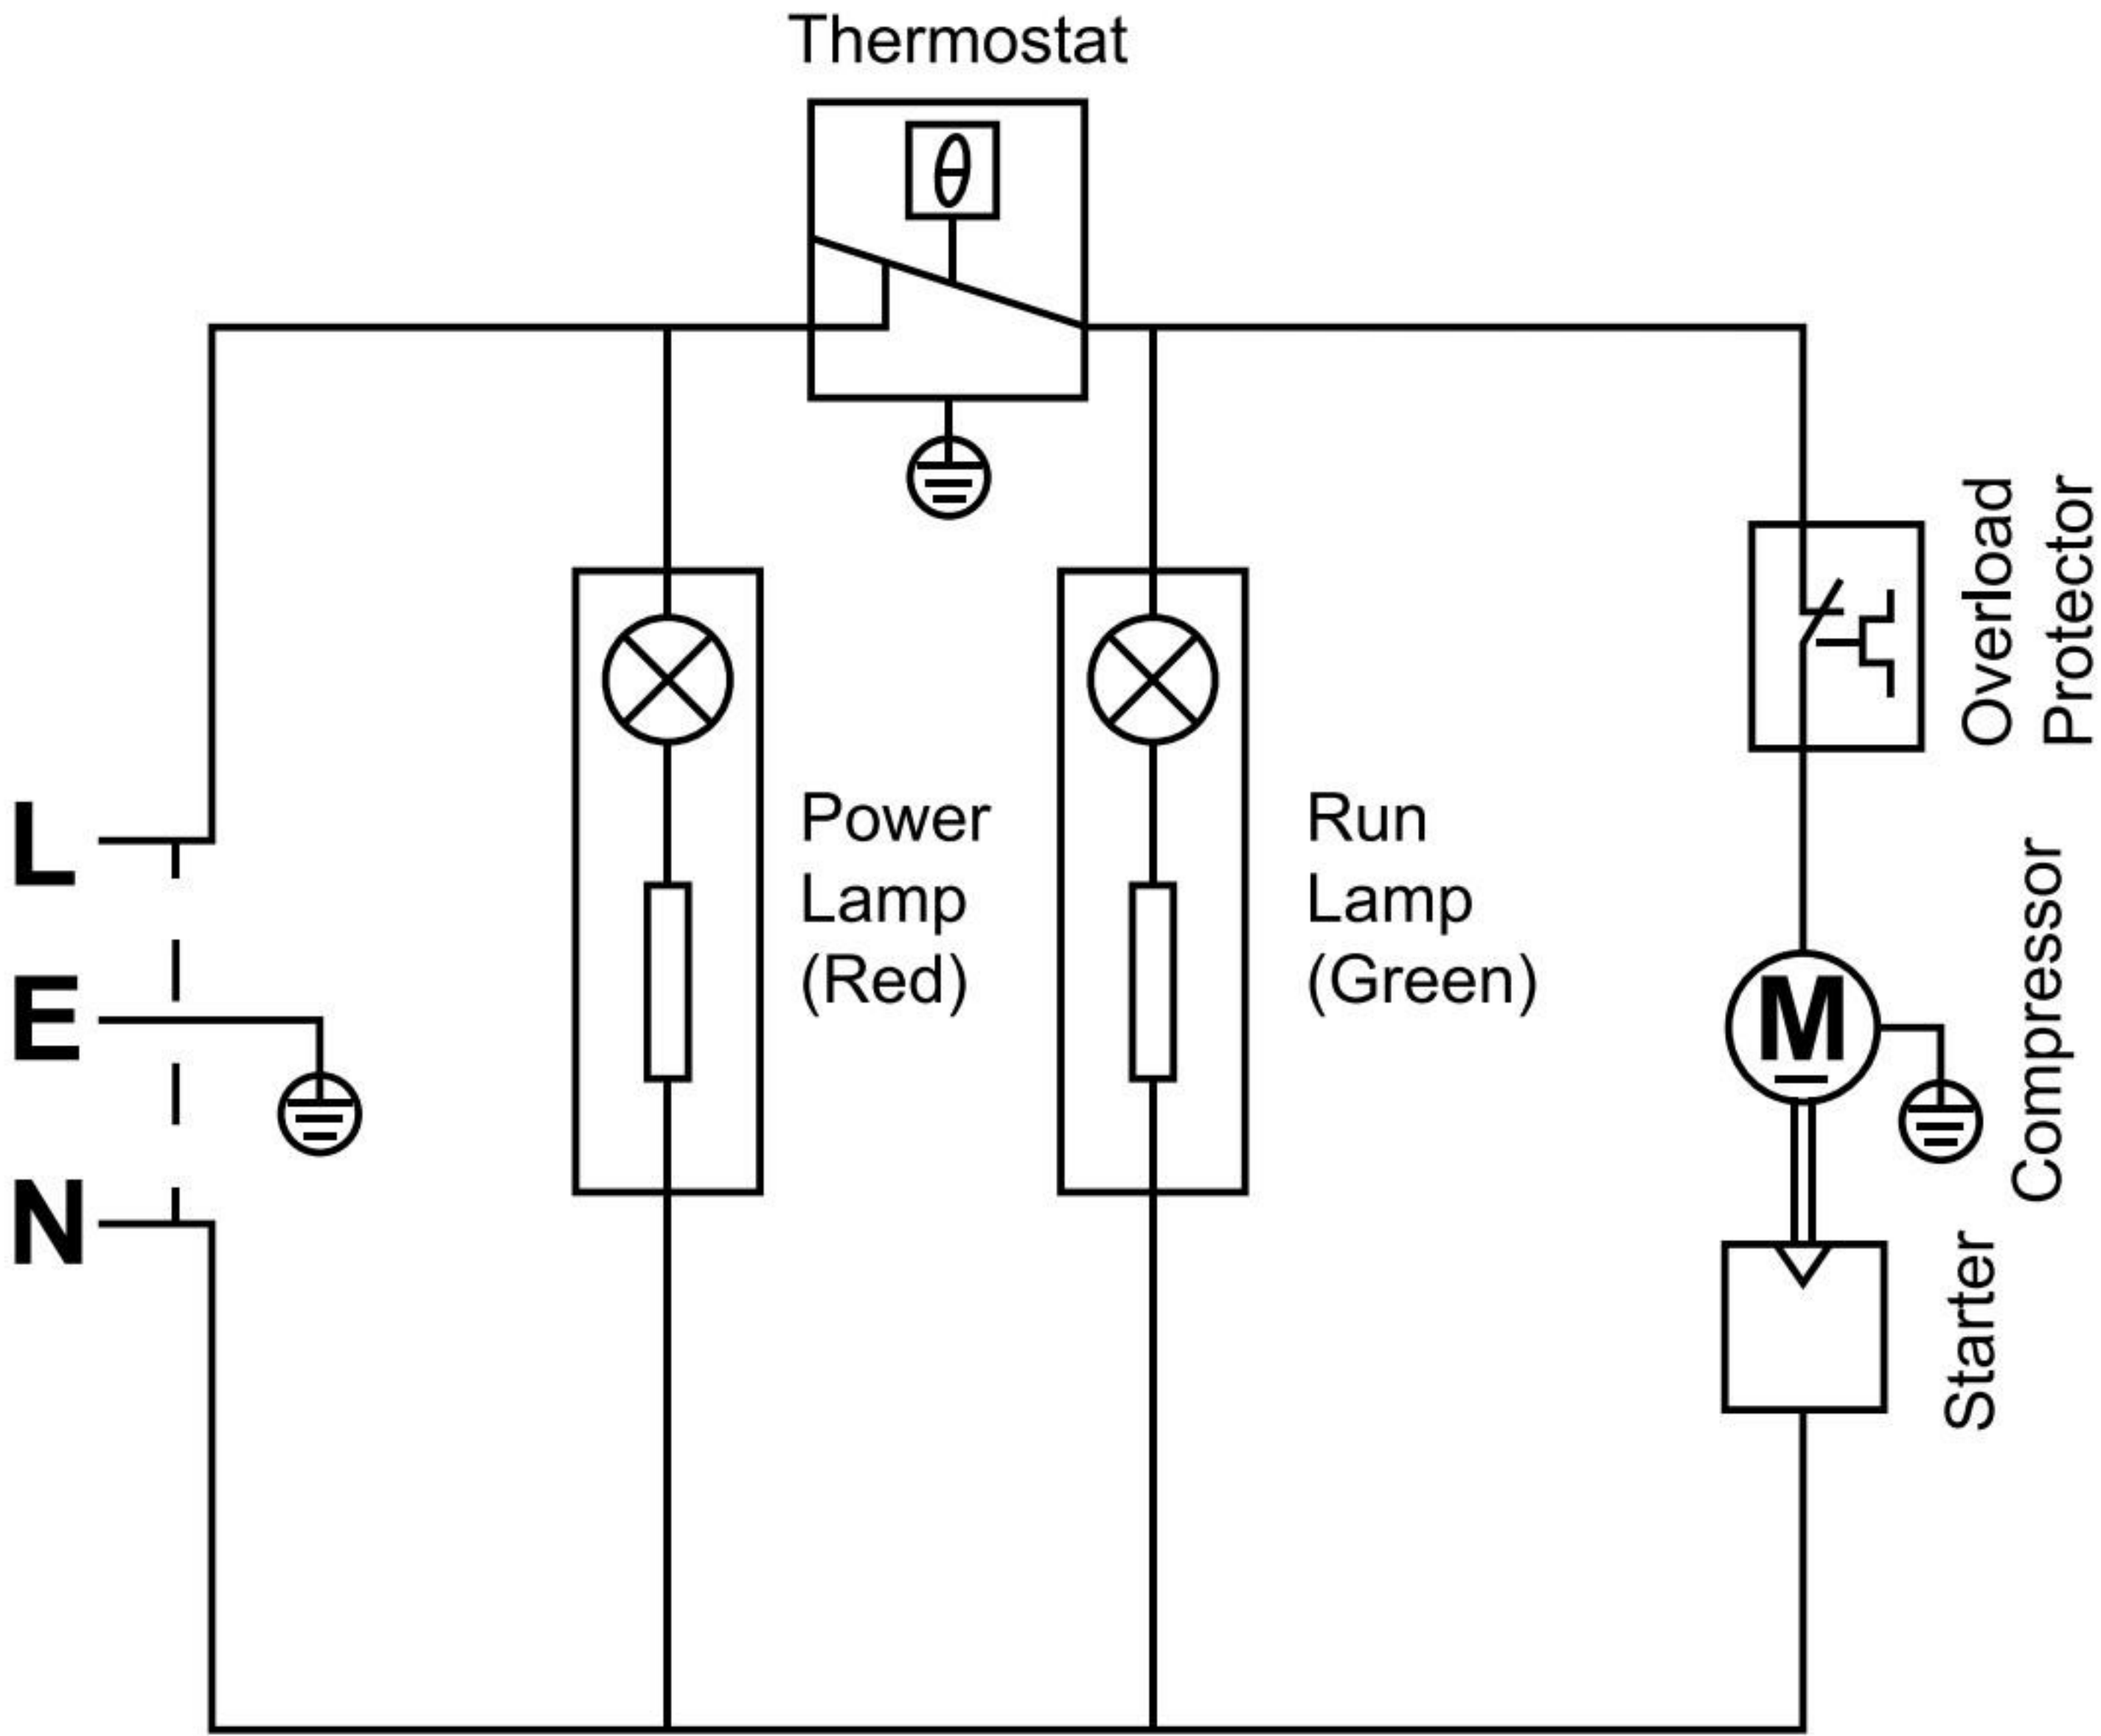 Thermostat
θ
Overload
Protector
Power
Lamp
(Red)
Run
Lamp
(Green)
L
E
N
M
Compressor
Starter